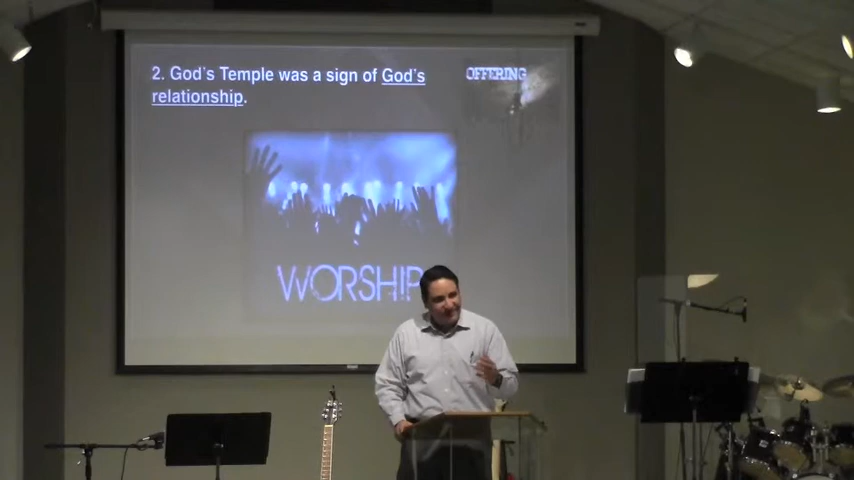 2. God's Temple was a sign of God's
relationship.
OFFERING
WORSHIP